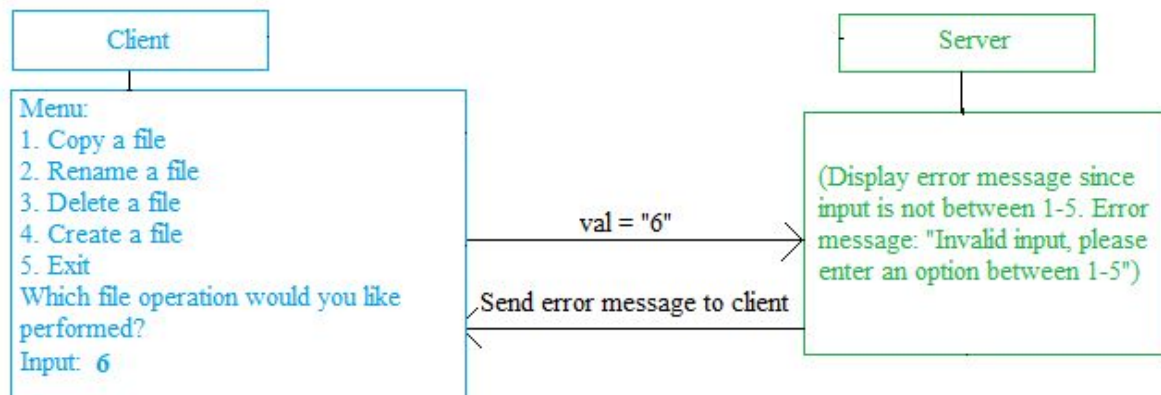 Client
Menu:
1. Copy a file
2. Rename a file
3. Delete a file
4. Create a file
5. Exit
Which file operation would you like
performed?
Input: 6
val = "6"
Send error message to client
Server
(Display error message since
input is not between 1-5. Error
message: "Invalid input, please
enter an option between 1-5")